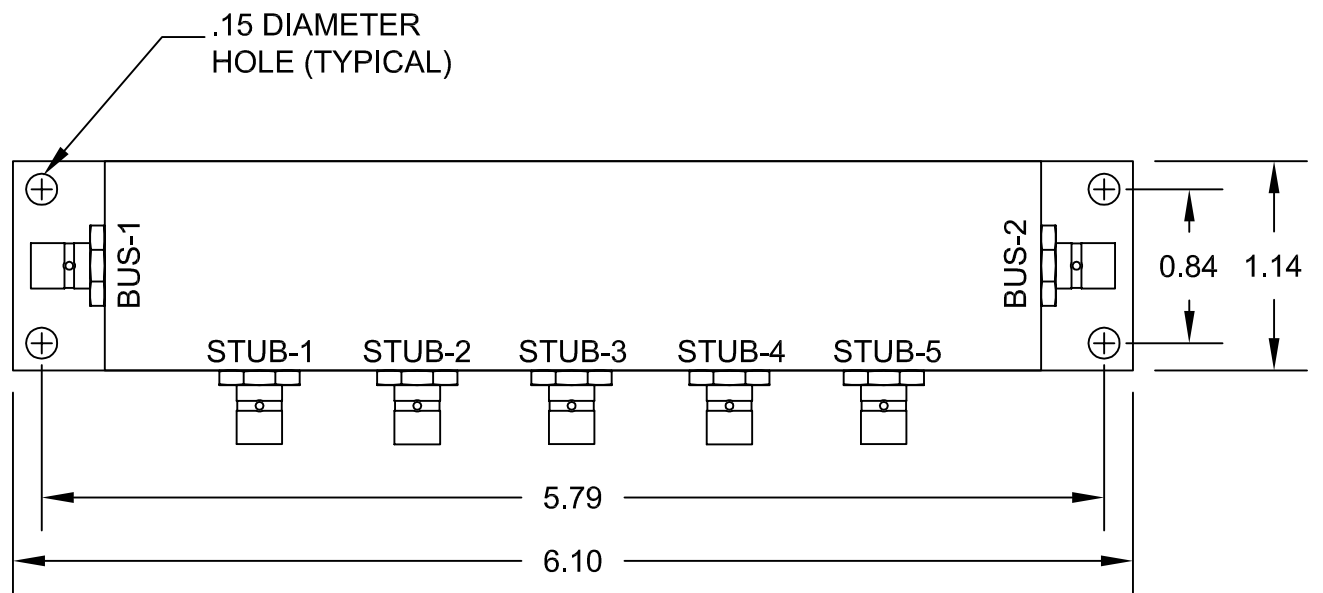 .15 DIAMETER
HOLE (TYPICAL)
BUS-1
BUS-2
0.84
1.14
STUB-1
STUB-2
STUB-3
STUB-4
STUB-5
5.79
6.10